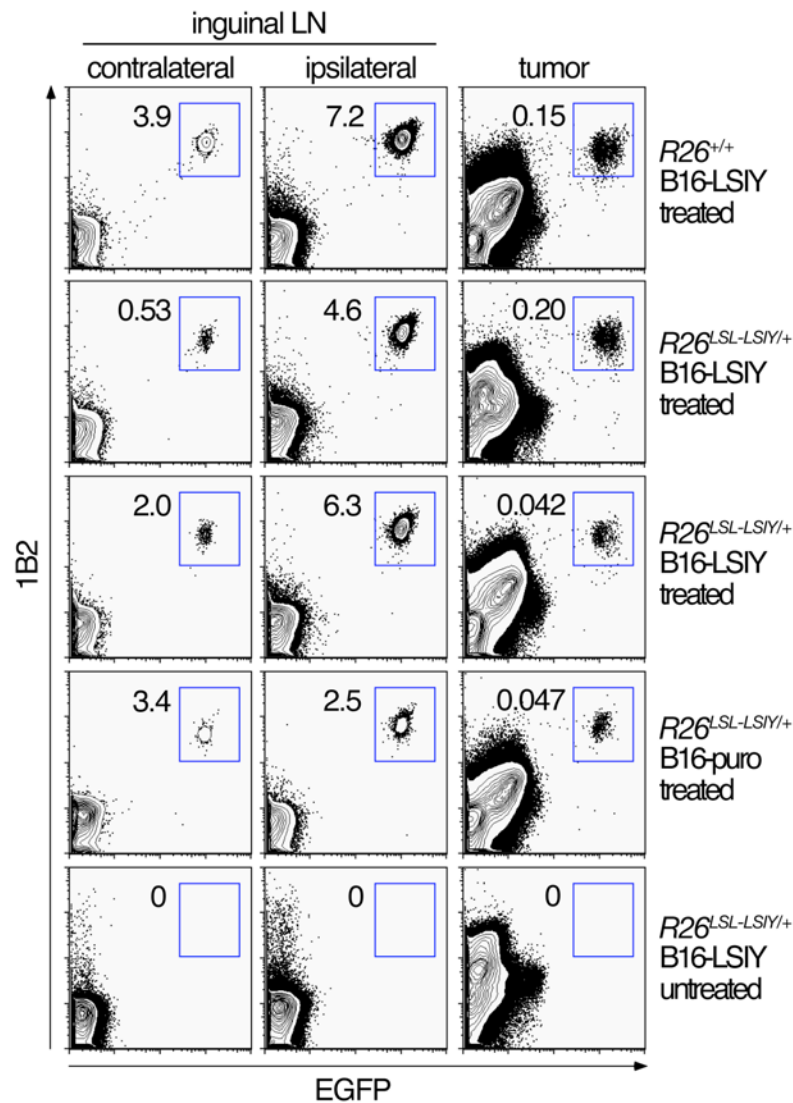 inguinal LN
contralateral ipsilateral tumor
3.9 7.2 0.15
R26+/+
B16-LSIY
treated
0.53 4.6 0.20
R26LSL-LSIY/+
B16-LSIY
treated
2.0 6.3 0.042
R26LSL-LSIY/+
B16-LSIY
treated
3.4 2.5 0.047
R26LSL-LSIY/+
B16-puro
treated
0 0 0
R26LSL-LSIY/+
B16-LSIY
untreated
1B2
EGFP